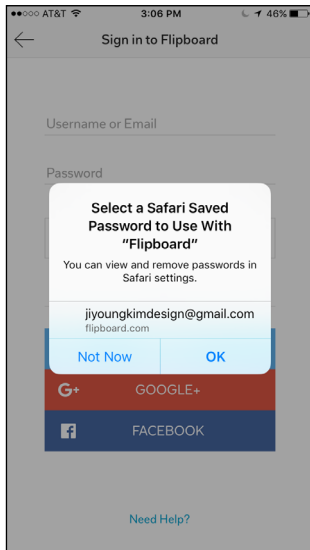 AT&T 3:06 PM 46%
Sign in to Flipboard
Username or Email
Password
Select a Safari Saved
Password to Use With
"Flipboard"
You can view and remove passwords in
Safari settings.
jiyoungkimdesign@gmail.com
flipboard.com
Not Now OK
G+ GOOGLE+
f FACEBOOK
Need Help?